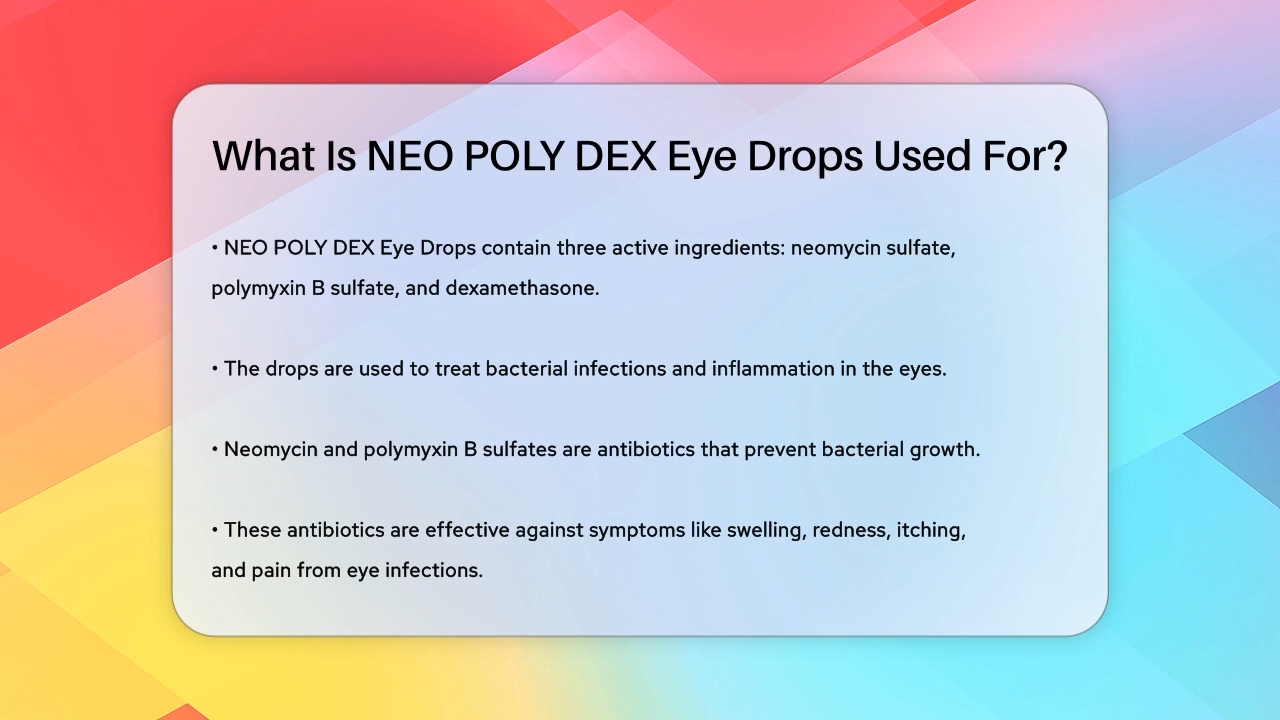 What Is NEO POLY DEX Eye Drops Used For?
• NEO POLY DEX Eye Drops contain three active ingredients: neomycin sulfate,
polymyxin B sulfate, and dexamethasone.
• The drops are used to treat bacterial infections and inflammation in the eyes.
• Neomycin and polymyxin B sulfates are antibiotics that prevent bacterial growth.
• These antibiotics are effective against symptoms like swelling, redness, itching,
and pain from eye infections.